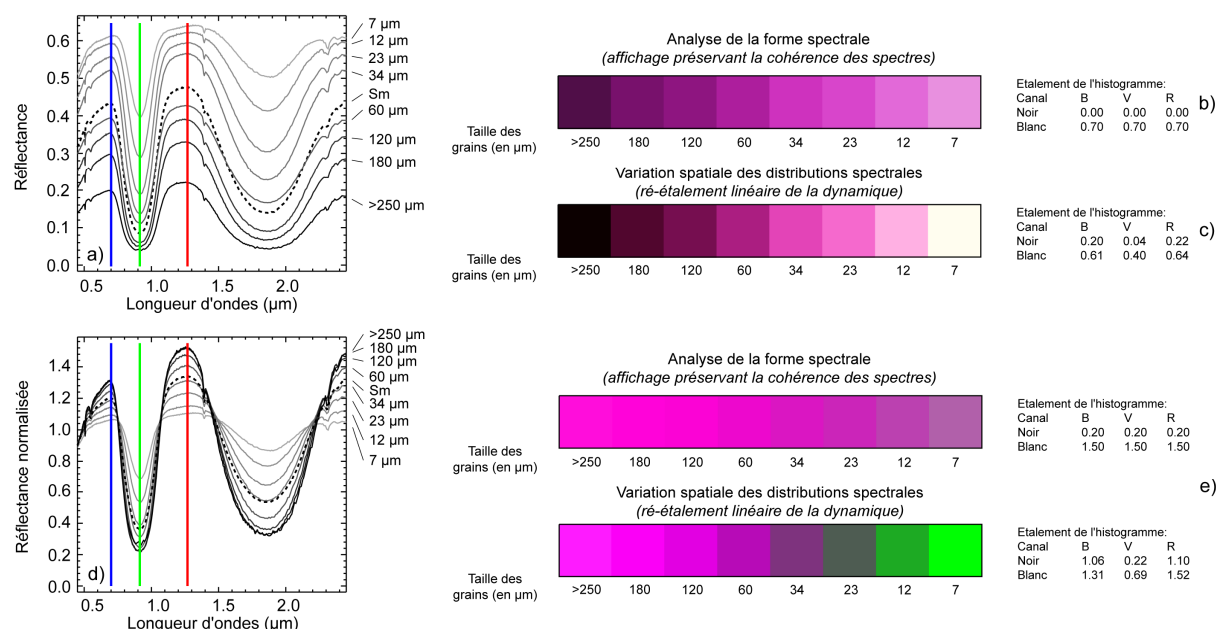 0.6
0.5
0.4
0.3
0.2
0.1
0.0
Réflectance
a)
0.5 1.0 1.5 2.0
Longueur d'ondes (µm)
7 µm
12 µm
23 µm
34 µm
Sm
60 µm
120 µm
180 µm
>250 µm
Analyse de la forme spectrale
(affichage préservant la cohérence des spectres)
Taille des
grains (en µm)
>250 180 120 60 34 23 12 7
Etalement de l'histogramme:
Canal B V R
Noir 0.00 0.00 0.00
Blanc 0.70 0.70 0.70
b)
Variation spatiale des distributions spectrales
(ré-étalement linéaire de la dynamique)
Taille des
grains (en µm)
>250 180 120 60 34 23 12 7
Etalement de l'histogramme:
Canal B V R
Noir 0.20 0.04 0.22
Blanc 0.61 0.40 0.64
c)
1.4
1.2
1.0
0.8
0.6
0.4
0.2
0.0
Réflectance normalisée
d)
0.5 1.0 1.5 2.0
Longueur d'ondes (µm)
>250 µm
180 µm
120 µm
60 µm
Sm
34 µm
23 µm
12 µm
7 µm
Analyse de la forme spectrale
(affichage préservant la cohérence des spectres)
Taille des
grains (en µm)
>250 180 120 60 34 23 12 7
Etalement de l'histogramme:
Canal B V R
Noir 0.20 0.20 0.20
Blanc 1.50 1.50 1.50
e)
Variation spatiale des distributions spectrales
(ré-étalement linéaire de la dynamique)
Taille des
grains (en µm)
>250 180 120 60 34 23 12 7
Etalement de l'histogramme:
Canal B V R
Noir 1.06 0.22 1.10
Blanc 1.31 0.69 1.52